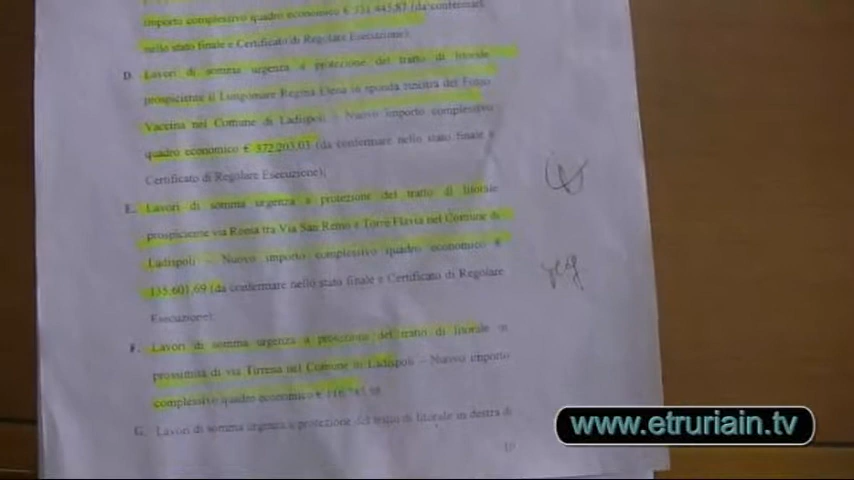 importo complessivo quadro economico € 331.443,87 (da confermare
nello stato finale e Certificato di Regolare Esecuzione);
D. Lavori di somma urgenza a protezione del tratto di litorale
prospiciente il Lungomare Regina Elena in sponda sinistra del Fosso
Vaccina nel Comune di Ladispoli - Nuovo importo complessivo
quadro economico € 372.203,03 (da confermare nello stato finale e
Certificato di Regolare Esecuzione);
E. Lavori di somma urgenza a protezione del tratto di litorale
prospiciente via Roma tra Via San Remo e Torre Flavia nel Comune di
Ladispoli – Nuovo importo complessivo quadro economico €
135.601,69 (da confermare nello stato finale e Certificato di Regolare
Esecuzione);
F. Lavori di somma urgenza a protezione del tratto di litorale in
prossimità di via Tirrena nel Comune di Ladispoli – Nuovo importo
complessivo quadro economico €
G. Lavori di somma urgenza a protezione del tratto di litorale in destra di
www.etruriain.tv